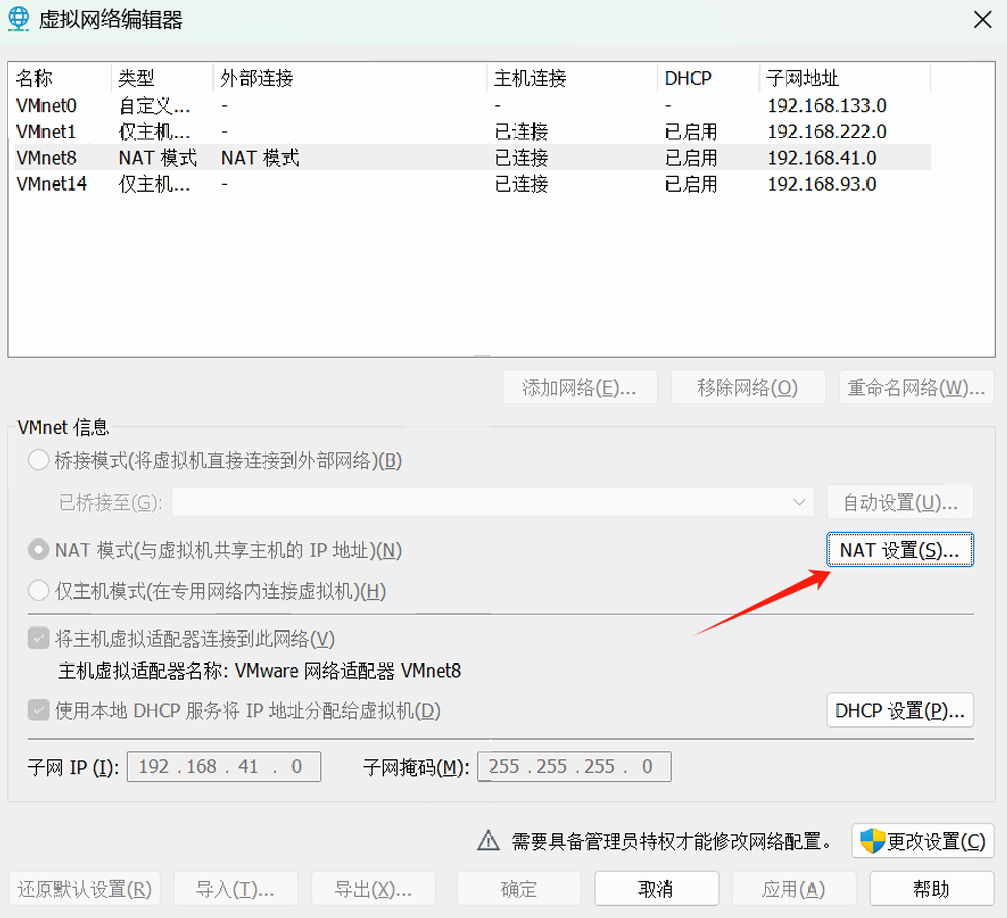 虚拟网络编辑器
名称 类型 外部连接 主机连接 DHCP 子网地址
VMnet0 自定义... - - - 192.168.133.0
VMnet1 仅主机... - 已连接 已启用 192.168.222.0
VMnet8 NAT 模式 NAT 模式 已连接 已启用 192.168.41.0
VMnet14 仅主机... - 已连接 已启用 192.168.93.0
添加网络(E)... 移除网络(O) 重命名网络(W)...
VMnet 信息
桥接模式(将虚拟机直接连接到外部网络)(B)
已桥接至(G): 自动设置(U)...
NAT 模式(与虚拟机共享主机的 IP 地址)(N) NAT 设置(S)...
仅主机模式(在专用网络内连接虚拟机)(H)
将主机虚拟适配器连接到此网络(V)
主机虚拟适配器名称: VMware 网络适配器 VMnet8
使用本地 DHCP 服务将 IP 地址分配给虚拟机(D) DHCP 设置(P)...
子网 IP (I): 192 . 168 . 41 . 0 子网掩码(M): 255 . 255 . 255 . 0
需要具备管理员特权才能修改网络配置。 更改设置(C)
还原默认设置(R) 导入(T)... 导出(X)... 确定 取消 应用(A) 帮助